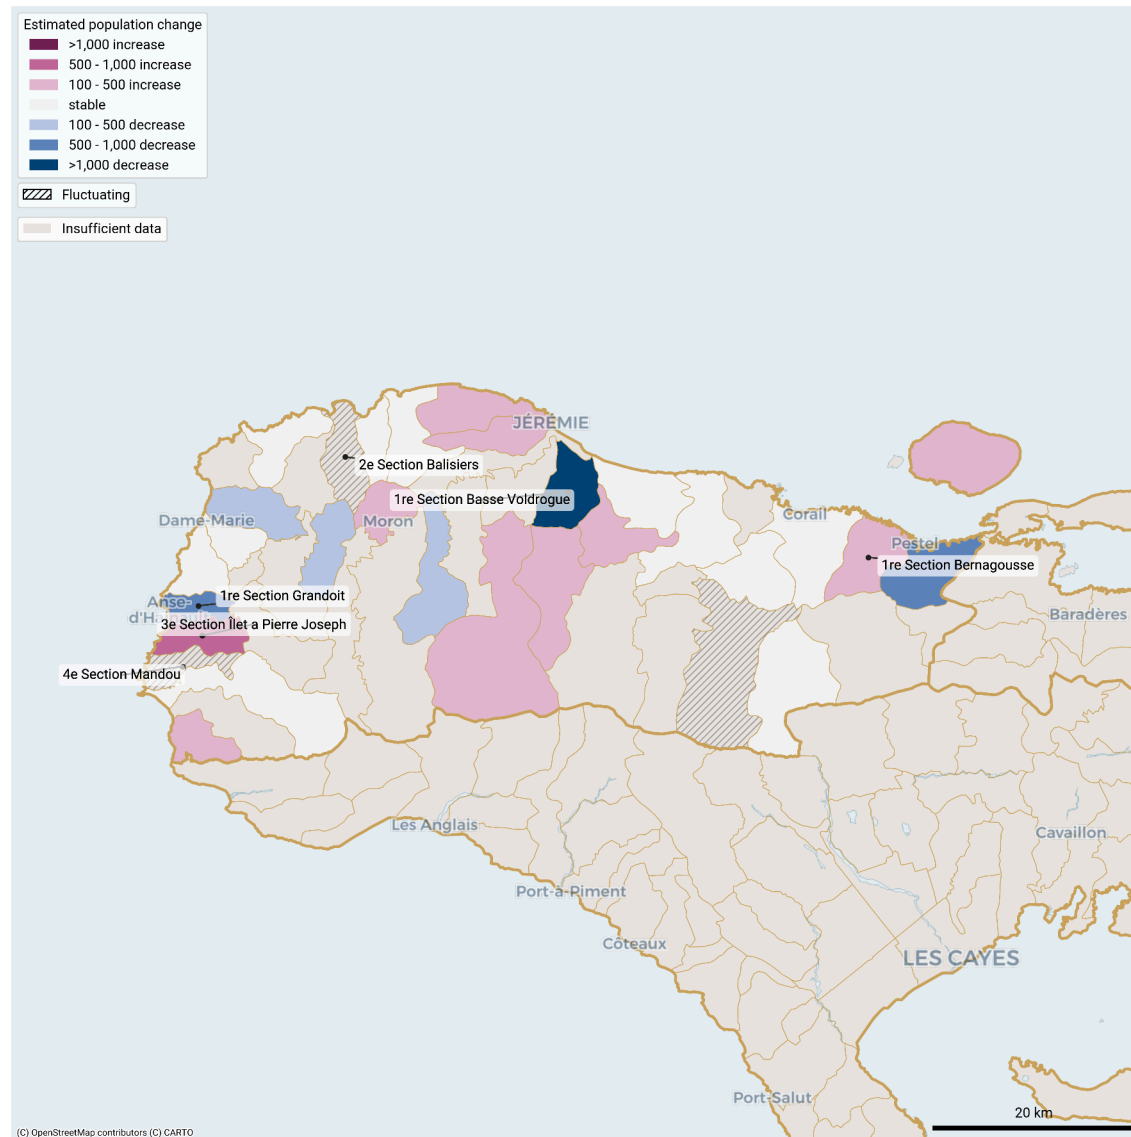 Estimated population change
>1,000 increase
500 - 1,000 increase
100 - 500 increase
stable
100 - 500 decrease
500 - 1,000 decrease
>1,000 decrease
Fluctuating
Insufficient data
JÉRÉMIE
2e Section Balisiers
1re Section Basse Voldrogue
Dame-Marie
Moron
Corail
Pestel
1re Section Bernagousse
1re Section Grandoit
Anse-
d'Hainault
3e Section Îlet a Pierre Joseph
Baradères
4e Section Mandou
Les Anglais
Cavaillon
Port-à-Piment
Côteaux
LES CAYES
Port-Salut
20 km
(C) OpenStreetMap contributors (C) CARTO